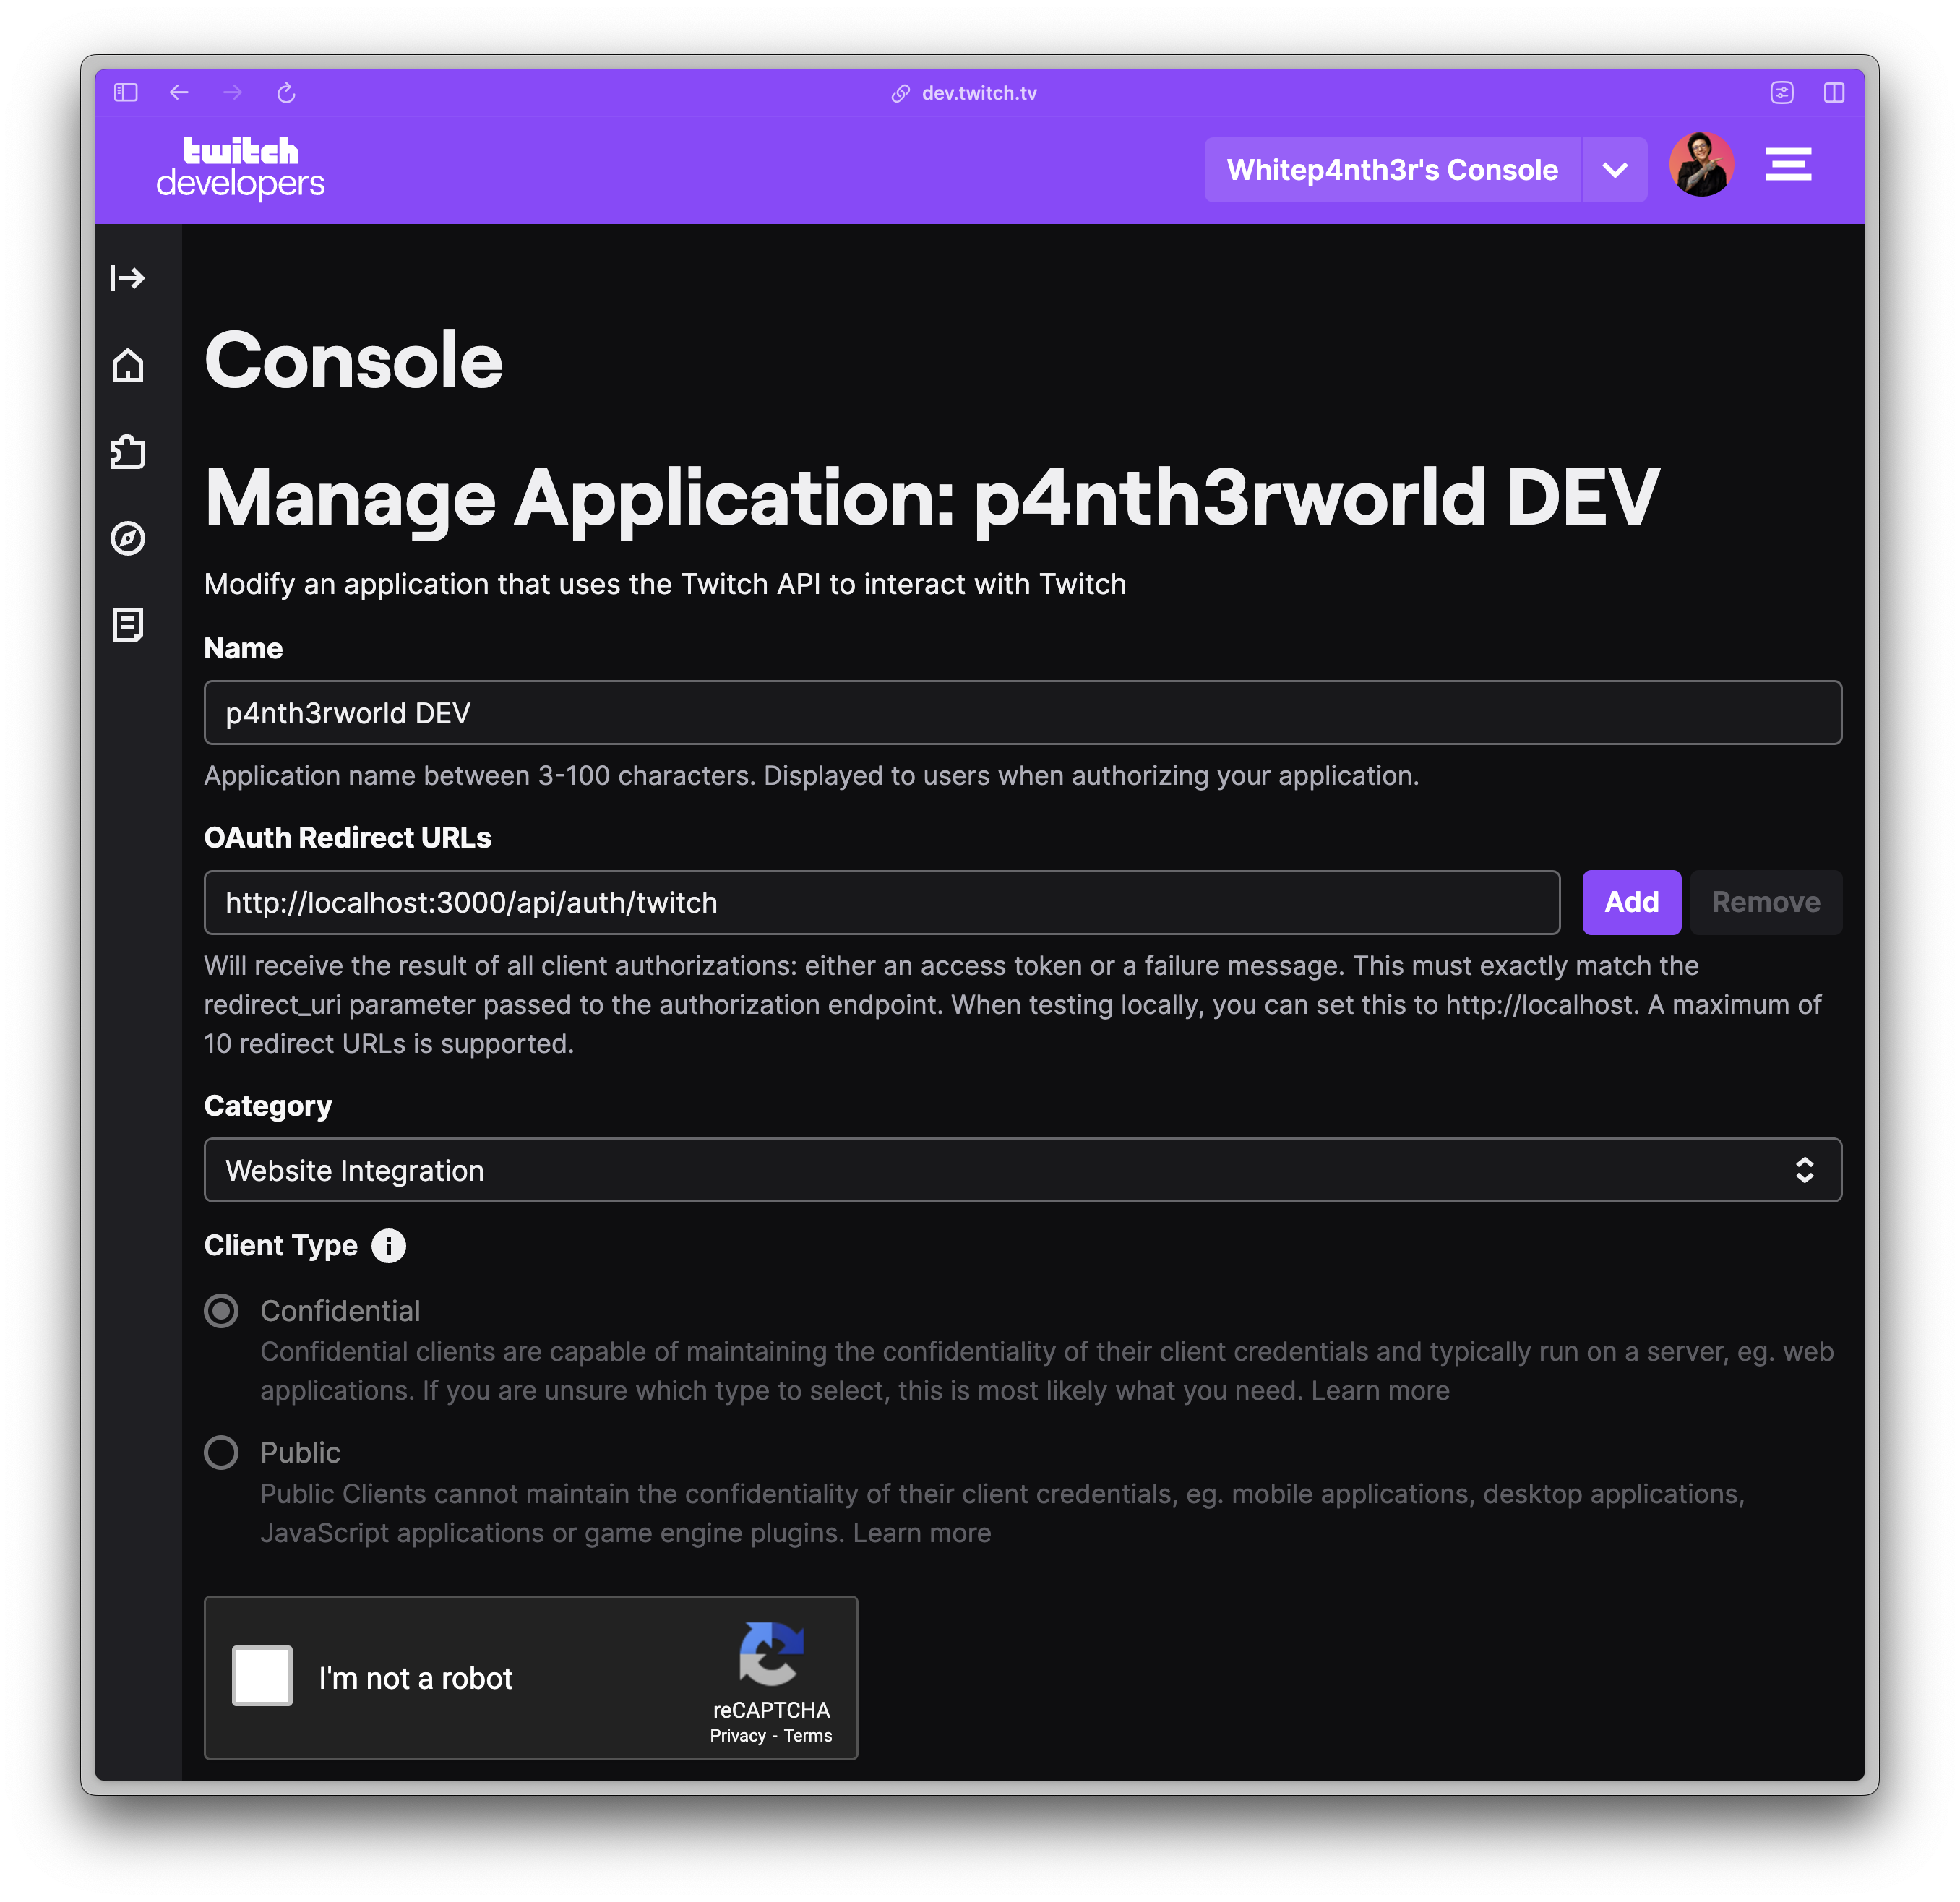 dev.twitch.tv
twitch
developers
Whitep4nth3r's Console
Console
Manage Application: p4nth3rworld DEV
Modify an application that uses the Twitch API to interact with Twitch
Name
p4nth3rworld DEV
Application name between 3-100 characters. Displayed to users when authorizing your application.
OAuth Redirect URLs
http://localhost:3000/api/auth/twitch
Add
Remove
Will receive the result of all client authorizations: either an access token or a failure message. This must exactly match the
redirect_uri parameter passed to the authorization endpoint. When testing locally, you can set this to http://localhost. A maximum of
10 redirect URLs is supported.
Category
Website Integration
Client Type
Confidential
Confidential clients are capable of maintaining the confidentiality of their client credentials and typically run on a server, eg. web
applications. If you are unsure which type to select, this is most likely what you need. Learn more
Public
Public Clients cannot maintain the confidentiality of their client credentials, eg. mobile applications, desktop applications,
JavaScript applications or game engine plugins. Learn more
I'm not a robot
reCAPTCHA
Privacy - Terms